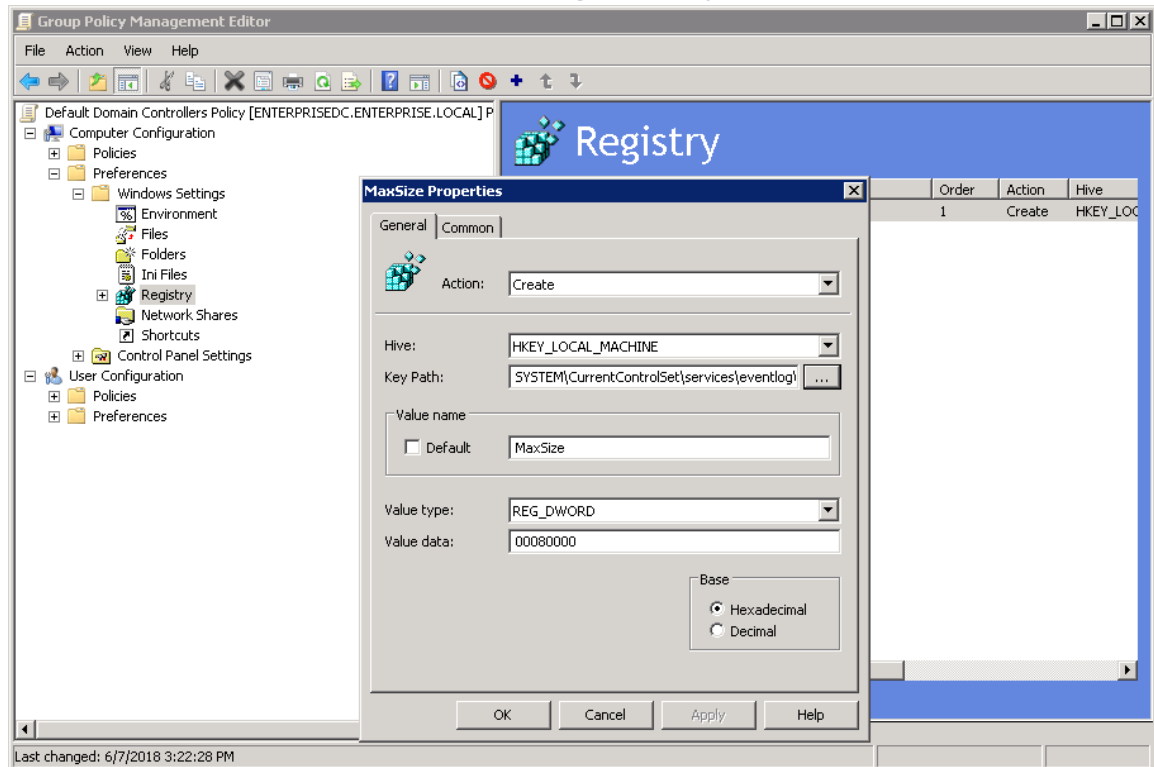 Group Policy Management Editor
File Action View Help
Default Domain Controllers Policy [ENTERPRISEDC.ENTERPRISE.LOCAL] P
Computer Configuration
Policies
Preferences
Windows Settings
Environment
Files
Folders
Ini Files
Registry
Network Shares
Shortcuts
Control Panel Settings
User Configuration
Policies
Preferences
Registry
Order Action Hive
1 Create HKEY_LOC
MaxSize Properties
General Common
Action: Create
Hive: HKEY_LOCAL_MACHINE
Key Path: SYSTEM\CurrentControlSet\services\eventlog\ ...
Value name
Default MaxSize
Value type: REG_DWORD
Value data: 00080000
Base
Hexadecimal
Decimal
OK Cancel Apply Help
Last changed: 6/7/2018 3:22:28 PM